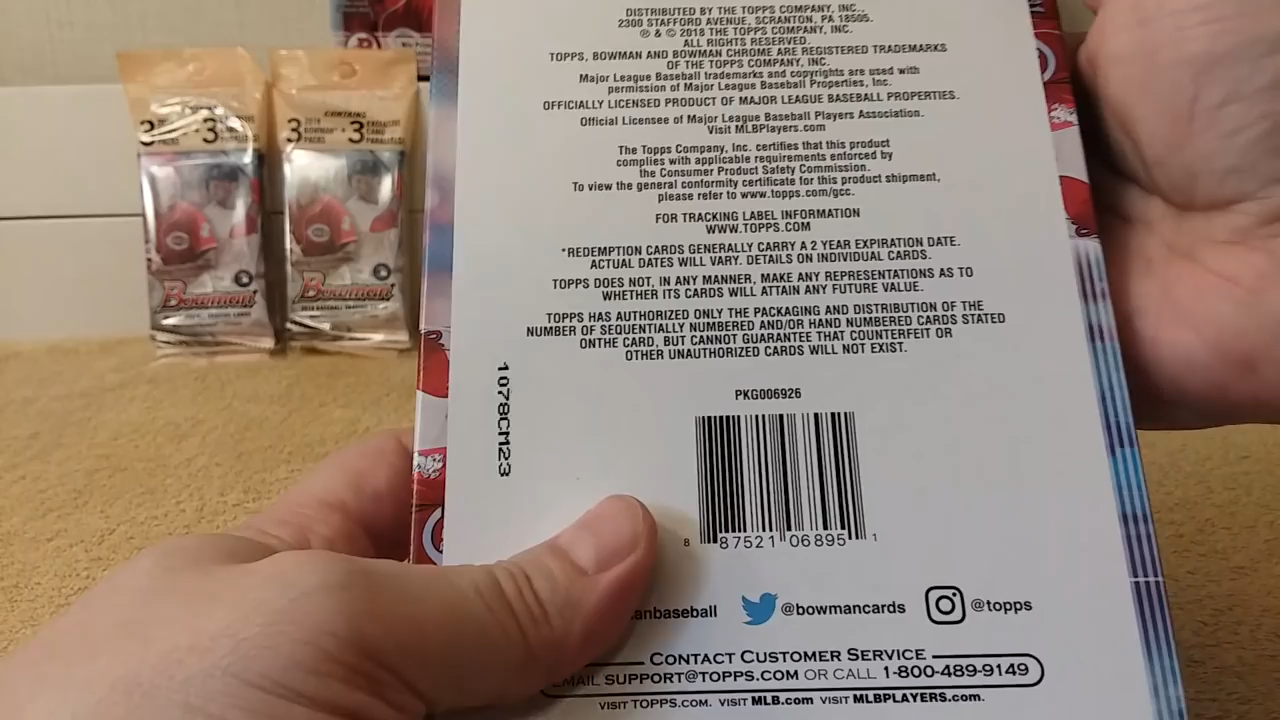 DISTRIBUTED BY THE TOPPS COMPANY, INC.,
2300 STAFFORD AVENUE, SCRANTON, PA 18505.
℗ & © 2018 THE TOPPS COMPANY, INC.
ALL RIGHTS RESERVED.
TOPPS, BOWMAN AND BOWMAN CHROME ARE REGISTERED TRADEMARKS
OF THE TOPPS COMPANY, INC.
Major League Baseball trademarks and copyrights are used with
permission of Major League Baseball Properties, Inc.
OFFICIALLY LICENSED PRODUCT OF MAJOR LEAGUE BASEBALL PROPERTIES.
Official Licensee of Major League Baseball Players Association.
Visit MLBPlayers.com
The Topps Company, Inc. certifies that this product
complies with applicable requirements enforced by
the Consumer Product Safety Commission.
To view the general conformity certificate for this product shipment,
please refer to www.topps.com/gcc.
FOR TRACKING LABEL INFORMATION
WWW.TOPPS.COM
*REDEMPTION CARDS GENERALLY CARRY A 2 YEAR EXPIRATION DATE.
ACTUAL DATES WILL VARY. DETAILS ON INDIVIDUAL CARDS.
TOPPS DOES NOT, IN ANY MANNER, MAKE ANY REPRESENTATIONS AS TO
WHETHER ITS CARDS WILL ATTAIN ANY FUTURE VALUE.
TOPPS HAS AUTHORIZED ONLY THE PACKAGING AND DISTRIBUTION OF THE
NUMBER OF SEQUENTIALLY NUMBERED AND/OR HAND NUMBERED CARDS STATED
ONTHE CARD, BUT CANNOT GUARANTEE THAT COUNTERFEIT OR
OTHER UNAUTHORIZED CARDS WILL NOT EXIST.
1078CM23
PKG006926
8 87521 06895 1
anbaseball @bowmancards @topps
CONTACT CUSTOMER SERVICE
EMAIL SUPPORT@TOPPS.COM OR CALL 1-800-489-9149
VISIT TOPPS.COM. VISIT MLB.com VISIT MLBPLAYERS.com.
3 PACKS + 3
Bowman
CONTAINS
3 2018 BOWMAN PACKS + 3 EXCLUSIVE CARD PARALLELS!
Bowman